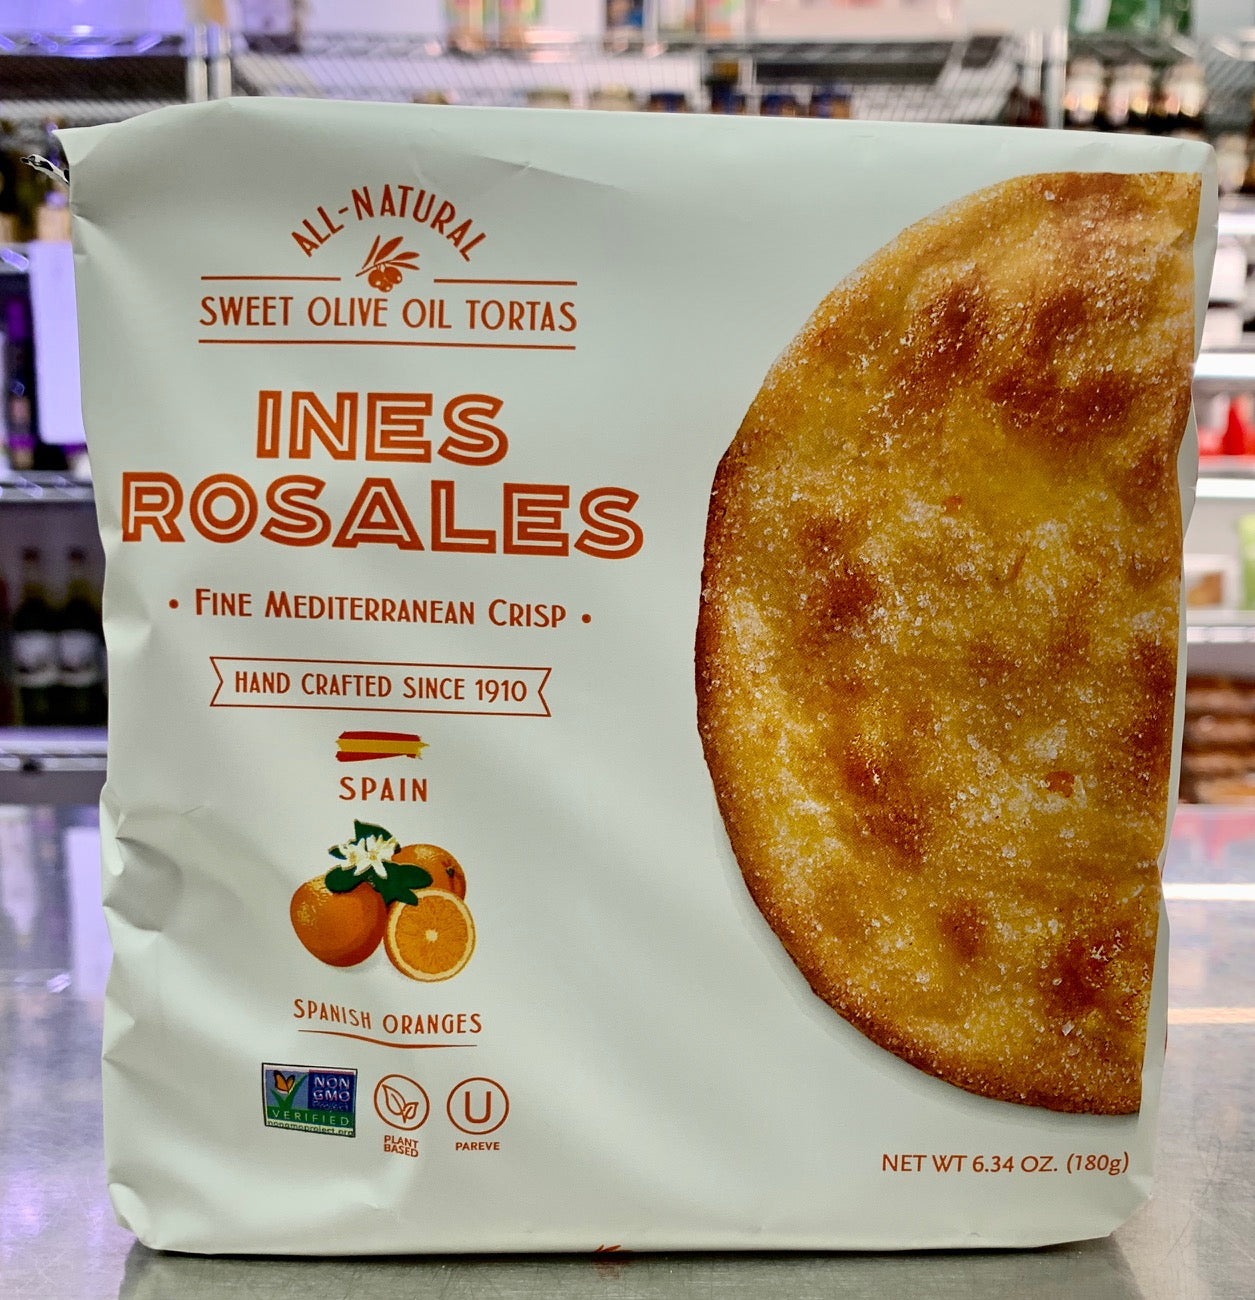 ALL-NATURAL
SWEET OLIVE OIL TORTAS
INES
ROSALES
• FINE MEDITERRANEAN CRISP •
HAND CRAFTED SINCE 1910
SPAIN
SPANISH ORANGES
NON
GMO
Project
VERIFIED
nongmoproject.org
PLANT
BASED
U
PAREVE
NET WT 6.34 OZ. (180g)